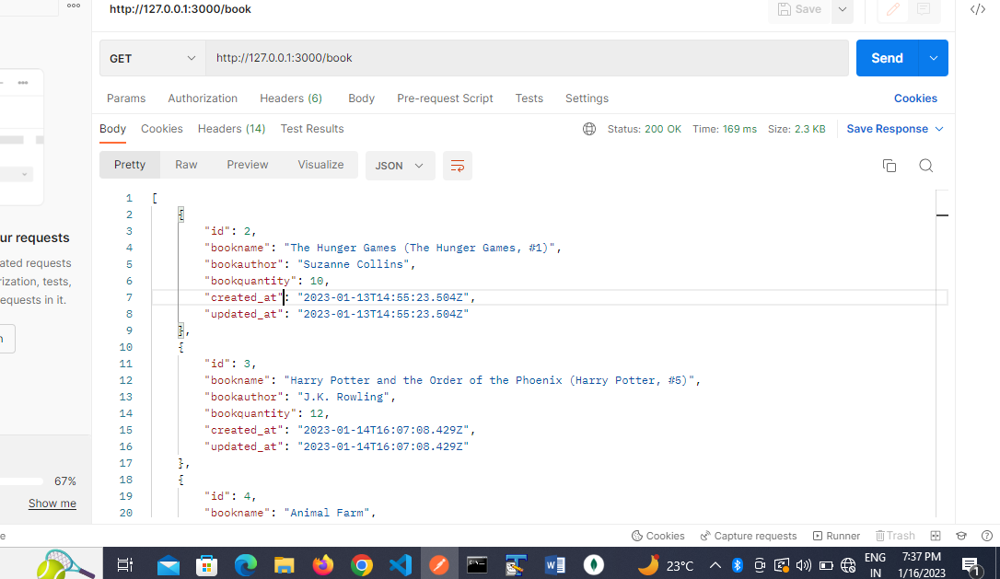 http://127.0.0.1:3000/book
Save
GET
http://127.0.0.1:3000/book
Send
Params Authorization Headers (6) Body Pre-request Script Tests Settings Cookies
Body Cookies Headers (14) Test Results Status: 200 OK Time: 169 ms Size: 2.3 KB Save Response
Pretty Raw Preview Visualize JSON
1 [
2 {
3 "id": 2,
4 "bookname": "The Hunger Games (The Hunger Games, #1)",
5 "bookauthor": "Suzanne Collins",
6 "bookquantity": 10,
7 "created_at": "2023-01-13T14:55:23.504Z",
8 "updated_at": "2023-01-13T14:55:23.504Z"
9 },
10 {
11 "id": 3,
12 "bookname": "Harry Potter and the Order of the Phoenix (Harry Potter, #5)",
13 "bookauthor": "J.K. Rowling",
14 "bookquantity": 12,
15 "created_at": "2023-01-14T16:07:08.429Z",
16 "updated_at": "2023-01-14T16:07:08.429Z"
17 },
18 {
19 "id": 4,
20 "bookname": "Animal Farm",
ur requests
ated requests
rization, tests,
equests in it.
67%
Show me
Cookies Capture requests Runner Trash
23°C
ENG
IN
7:37 PM
1/16/2023
1